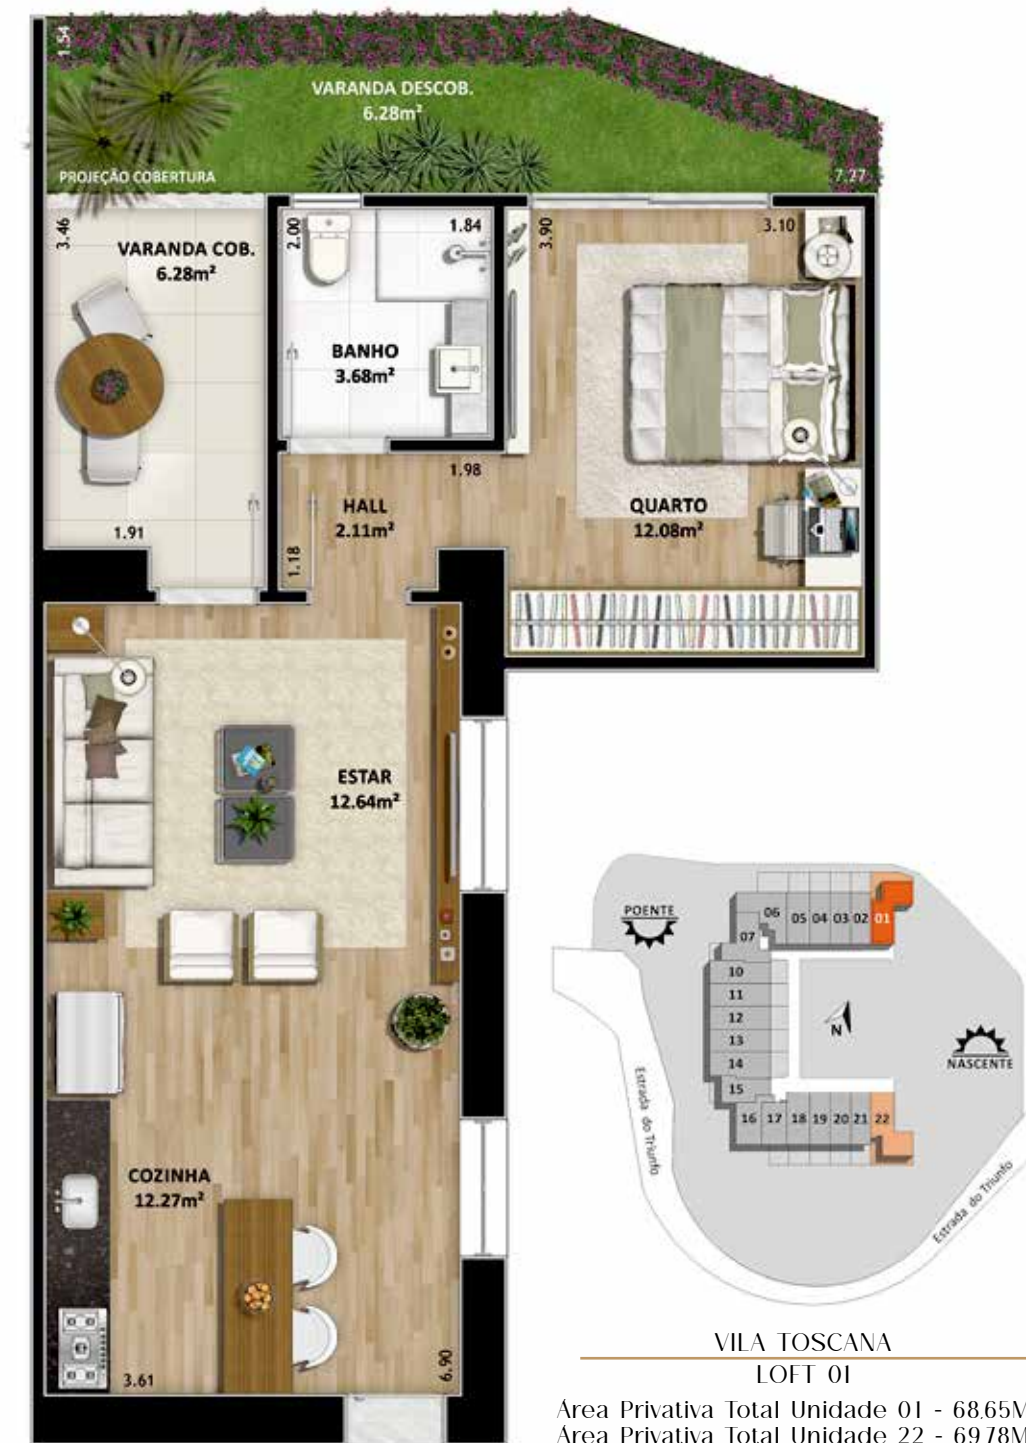 1.54
VARANDA DESCOB.
6.28m²
PROJEÇÃO COBERTURA
7.27
3.46
VARANDA COB.
6.28m²
1.91
2.00
1.84
BANHO
3.68m²
3.90
3.10
QUARTO
12.08m²
1.98
HALL
2.11m²
1.18
ESTAR
12.64m²
COZINHA
12.27m²
3.61
6.90
POENTE
NASCENTE
N
01
02
03
04
05
06
07
10
11
12
13
14
15
16
17
18
19
20
21
22
Estrada do Triunfo
Estrada do Triunfo
VILA TOSCANA
LOFT 01
Área Privativa Total Unidade 01 - 68.65M
Área Privativa Total Unidade 22 - 69.78M